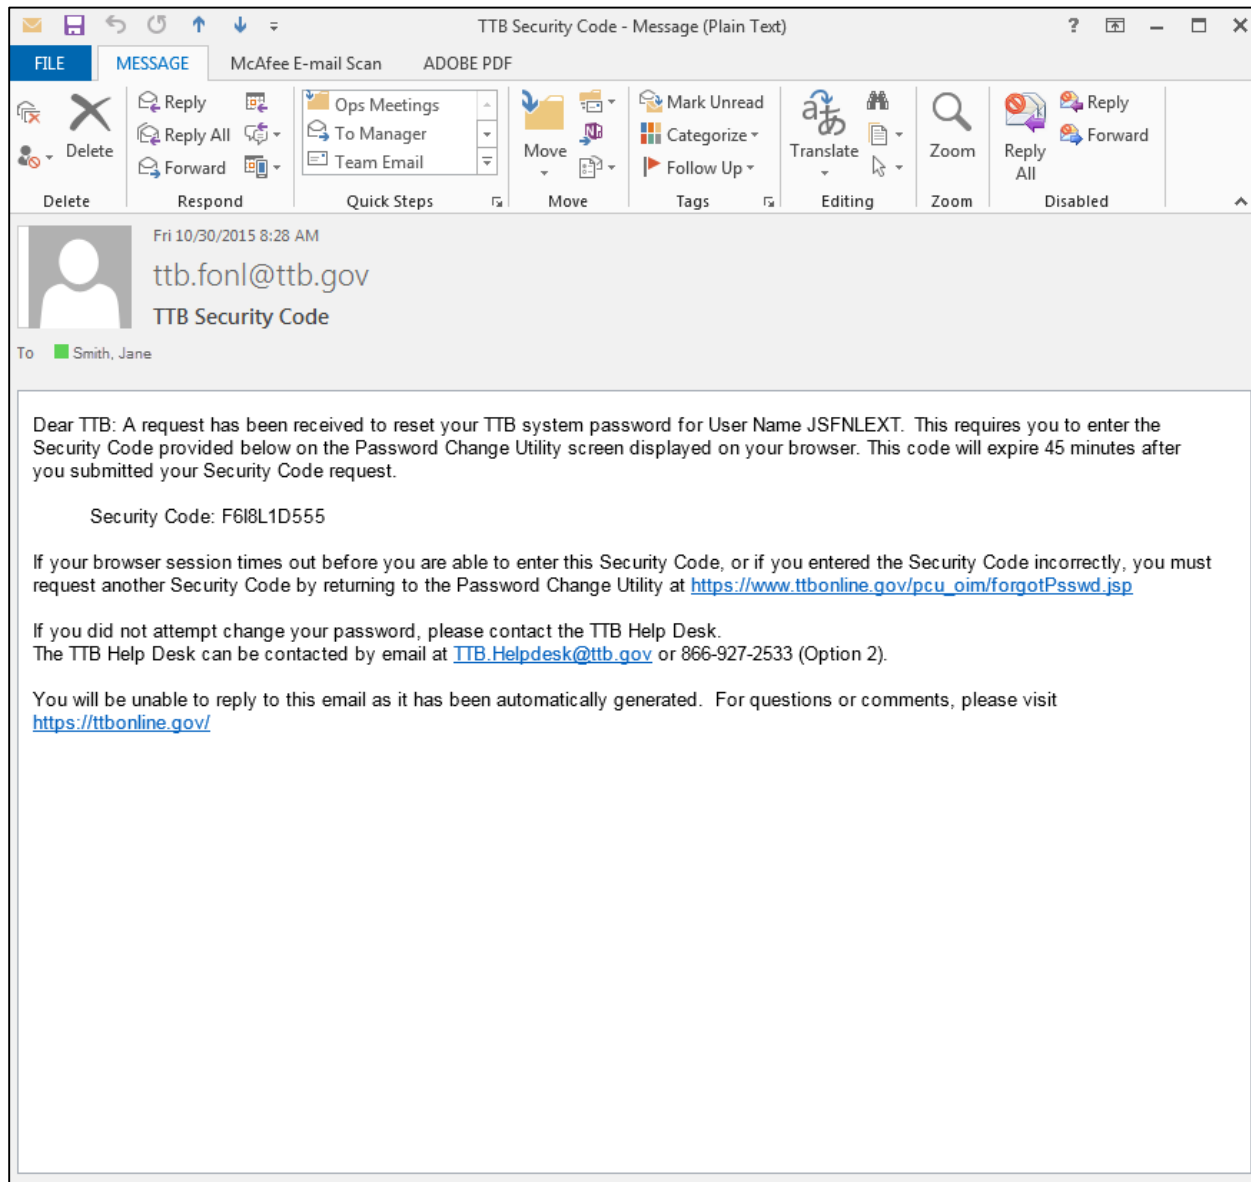 TTB Security Code - Message (Plain Text)
?
FILE MESSAGE McAfee E-mail Scan ADOBE PDF
Delete
Delete
Reply
Reply All
Forward
Respond
Ops Meetings
To Manager
Team Email
Quick Steps
Move
Move
Mark Unread
Categorize
Follow Up
Tags
Translate
Editing
Zoom
Zoom
Reply
All
Reply
Forward
Disabled
Fri 10/30/2015 8:28 AM
ttb.fonl@ttb.gov
TTB Security Code
To Smith, Jane
Dear TTB: A request has been received to reset your TTB system password for User Name JSFNLEXT. This requires you to enter the
Security Code provided below on the Password Change Utility screen displayed on your browser. This code will expire 45 minutes after
you submitted your Security Code request.
Security Code: F6I8L1D555
If your browser session times out before you are able to enter this Security Code, or if you entered the Security Code incorrectly, you must
request another Security Code by returning to the Password Change Utility at https://www.ttbonline.gov/pcu_oim/forgotPsswd.jsp
If you did not attempt change your password, please contact the TTB Help Desk.
The TTB Help Desk can be contacted by email at TTB.Helpdesk@ttb.gov or 866-927-2533 (Option 2).
You will be unable to reply to this email as it has been automatically generated. For questions or comments, please visit
https://ttbonline.gov/